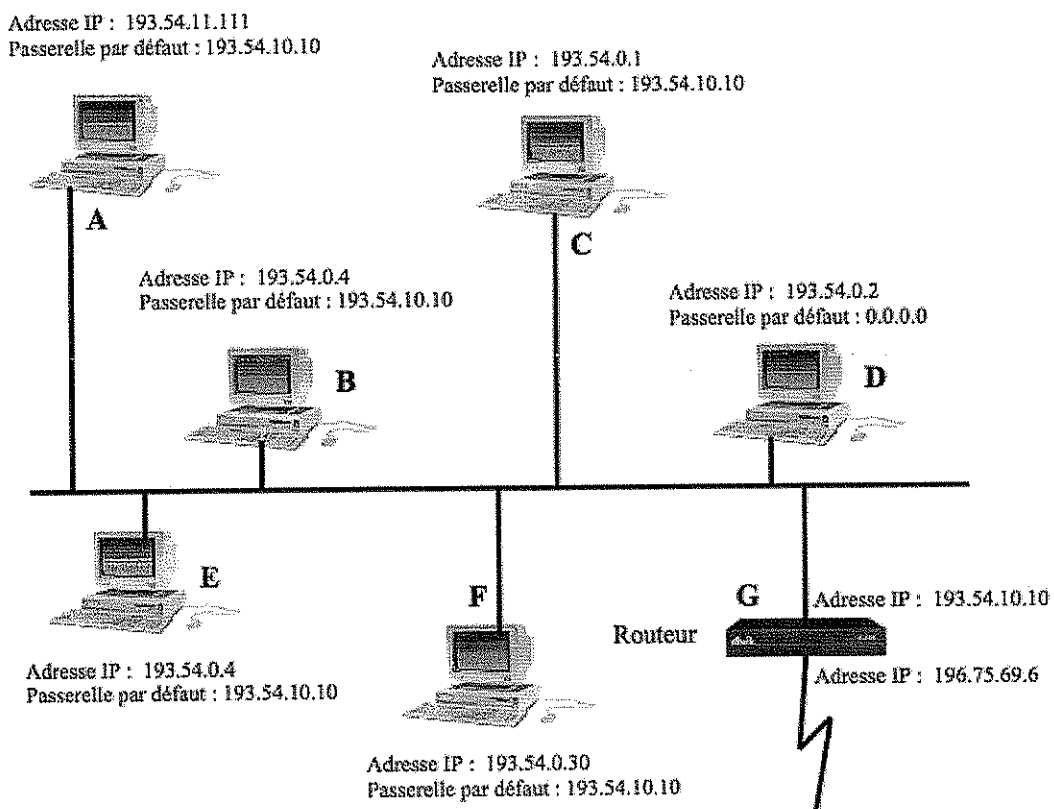 Adresse IP : 193.54.11.111
Passerelle par défaut : 193.54.10.10
Adresse IP : 193.54.0.1
Passerelle par défaut : 193.54.10.10
A
C
Adresse IP : 193.54.0.4
Passerelle par défaut : 193.54.10.10
Adresse IP : 193.54.0.2
Passerelle par défaut : 0.0.0.0
B
D
E
F
G
Adresse IP : 193.54.10.10
Routeur
Adresse IP : 193.54.0.4
Passerelle par défaut : 193.54.10.10
Adresse IP : 196.75.69.6
Adresse IP : 193.54.0.30
Passerelle par défaut : 193.54.10.10